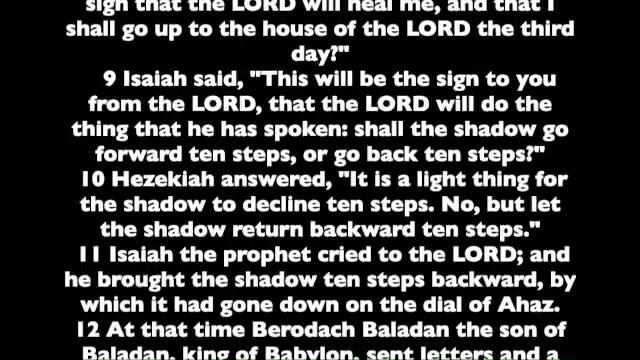 sign that the LORD will heal me, and that I
shall go up to the house of the LORD the third
day?"
9 Isaiah said, "This will be the sign to you
from the LORD, that the LORD will do the
thing that he has spoken: shall the shadow go
forward ten steps, or go back ten steps?"
10 Hezekiah answered, "It is a light thing for
the shadow to decline ten steps. No, but let
the shadow return backward ten steps."
11 Isaiah the prophet cried to the LORD; and
he brought the shadow ten steps backward, by
which it had gone down on the dial of Ahaz.
12 At that time Berodach Baladan the son of
Baladan, king of Babylon, sent letters and a